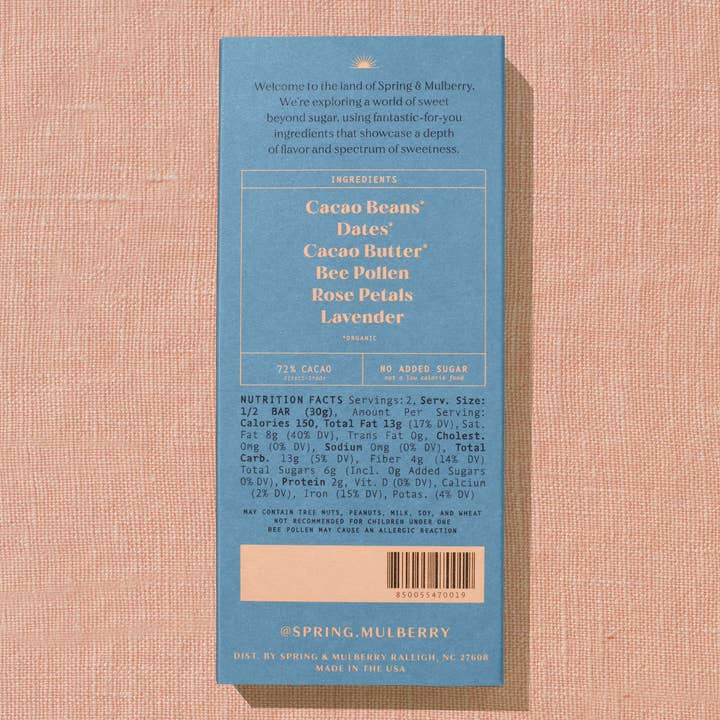 Welcome to the land of Spring & Mulberry.
We're exploring a world of sweet
beyond sugar, using fantastic-for-you
ingredients that showcase a depth
of flavor and spectrum of sweetness.
INGREDIENTS
Cacao Beans*
Dates*
Cacao Butter*
Bee Pollen
Rose Petals
Lavender
*ORGANIC
72% CACAO
direct-trade
NO ADDED SUGAR
not a low calorie food
NUTRITION FACTS Servings: 2, Serv. Size:
1/2 BAR (30g), Amount Per Serving:
Calories 150, Total Fat 13g (17% DV), Sat.
Fat 8g (40% DV), Trans Fat 0g, Cholest.
0mg (0% DV), Sodium 0mg (0% DV), Total
Carb. 13g (5% DV), Fiber 4g (14% DV)
Total Sugars 6g (Incl. 0g Added Sugars
0% DV), Protein 2g, Vit. D (0% DV), Calcium
(2% DV), Iron (15% DV), Potas. (4% DV)
MAY CONTAIN TREE NUTS, PEANUTS, MILK, SOY, AND WHEAT
NOT RECOMMENDED FOR CHILDREN UNDER ONE
BEE POLLEN MAY CAUSE AN ALLERGIC REACTION
850055470019
@SPRING.MULBERRY
DIST. BY SPRING & MULBERRY RALEIGH, NC 27608
MADE IN THE USA